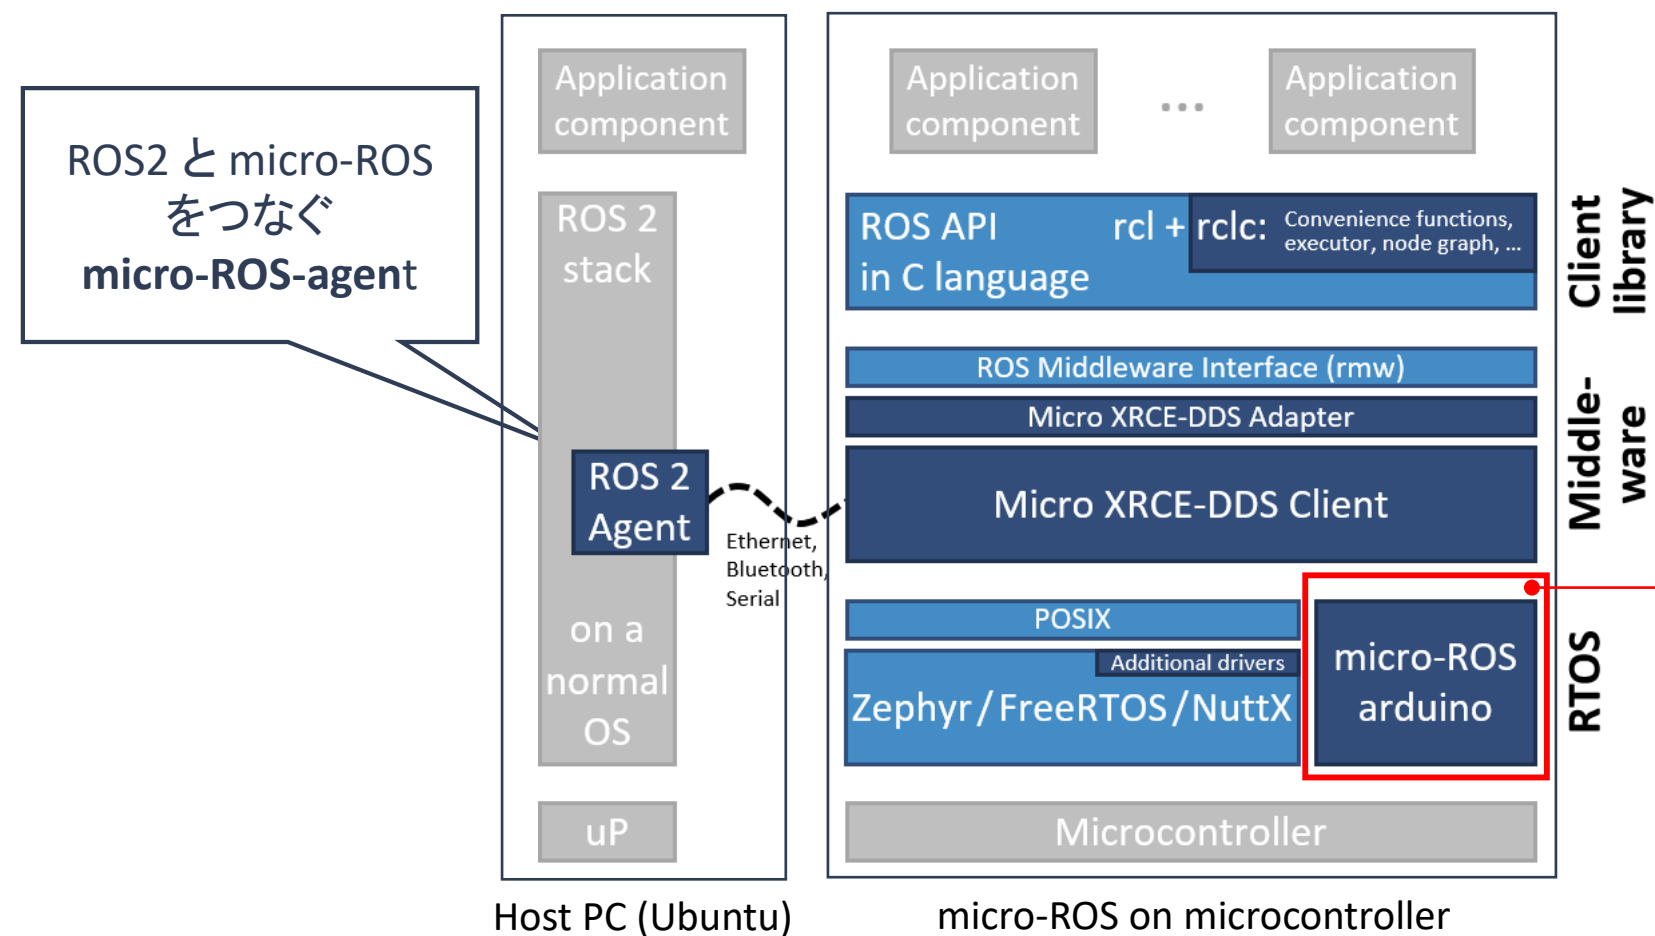 ROS2 と micro-ROS
をつなぐ
micro-ROS-agent
Application
component
ROS 2
stack
ROS 2
Agent
on a
normal
OS
uP
Host PC (Ubuntu)
Ethernet,
Bluetooth,
Serial
Application
component
...
Application
component
ROS API
in C language
rcl + rclc:
Convenience functions,
executor, node graph, ...
Client
library
ROS Middleware Interface (rmw)
Micro XRCE-DDS Adapter
Micro XRCE-DDS Client
Middle-
ware
POSIX
Additional drivers
Zephyr/FreeRTOS/NuttX
micro-ROS
arduino
RTOS
Microcontroller
micro-ROS on microcontroller